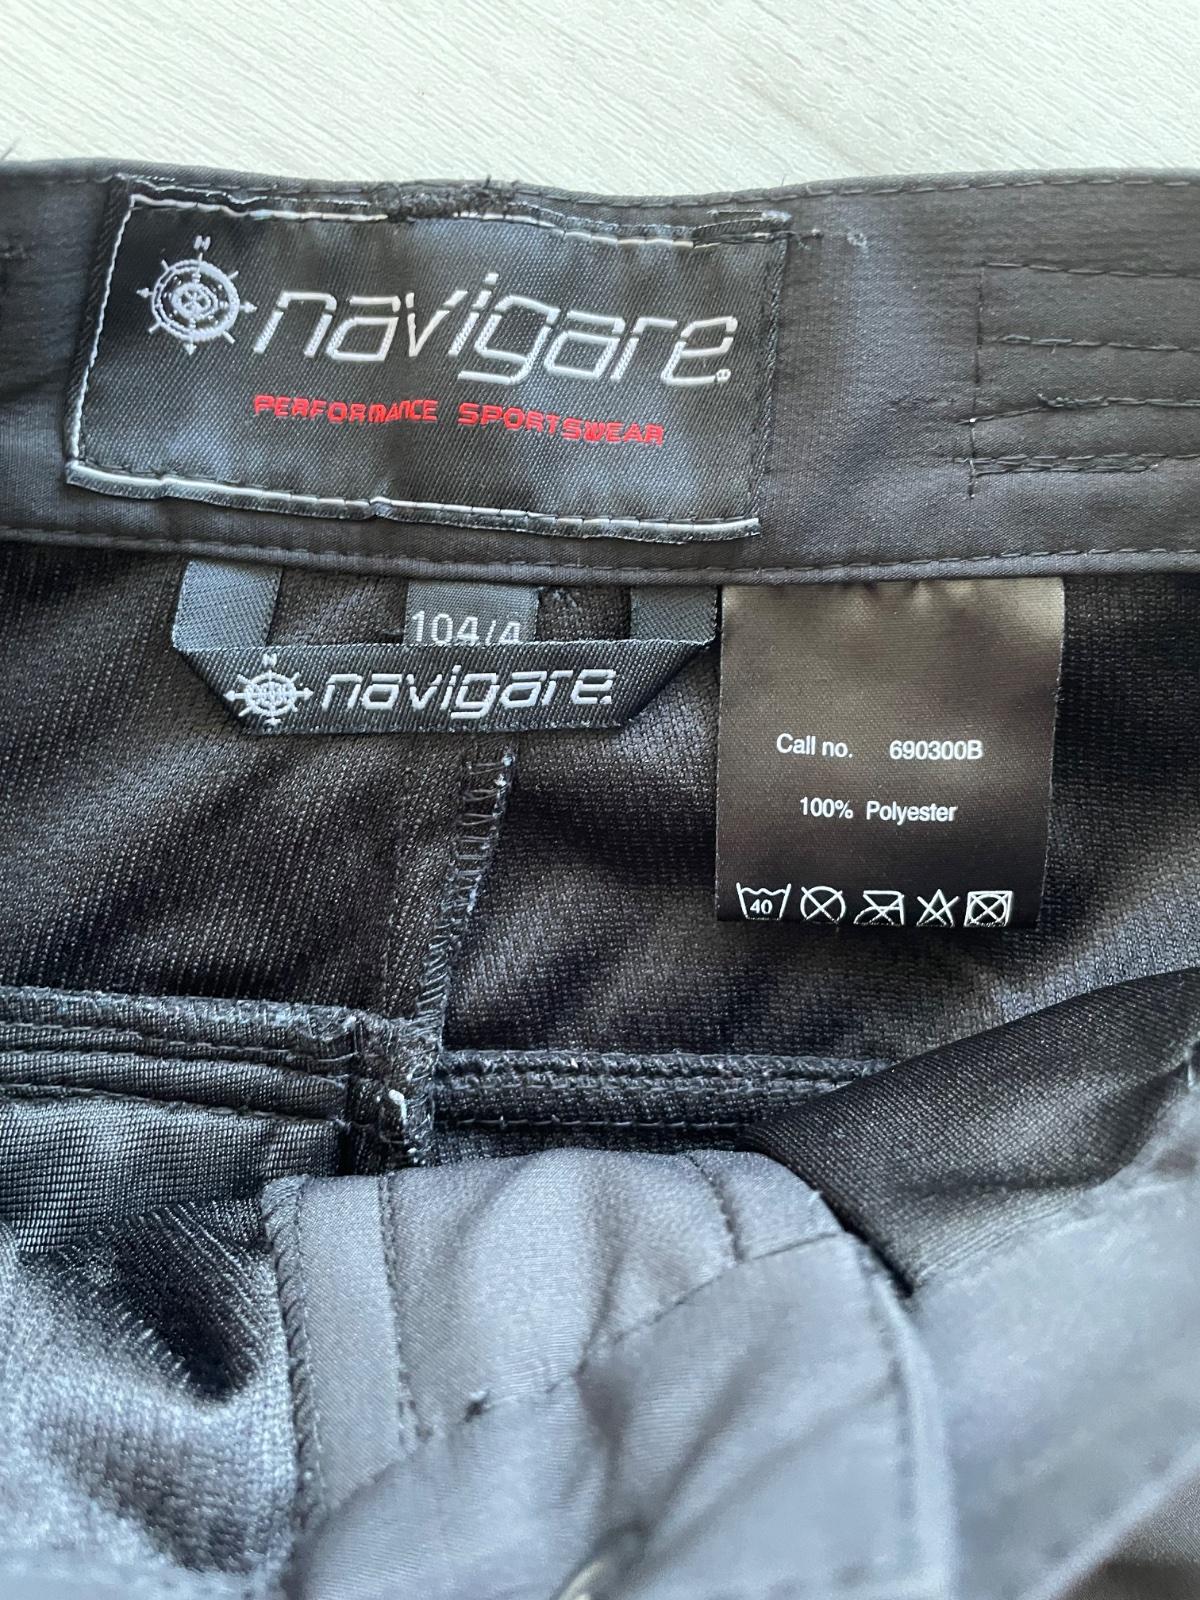 N
navigare
PERFORMANCE SPORTSWEAR
104/4
N
navigare
Call no. 690300B
100% Polyester
40